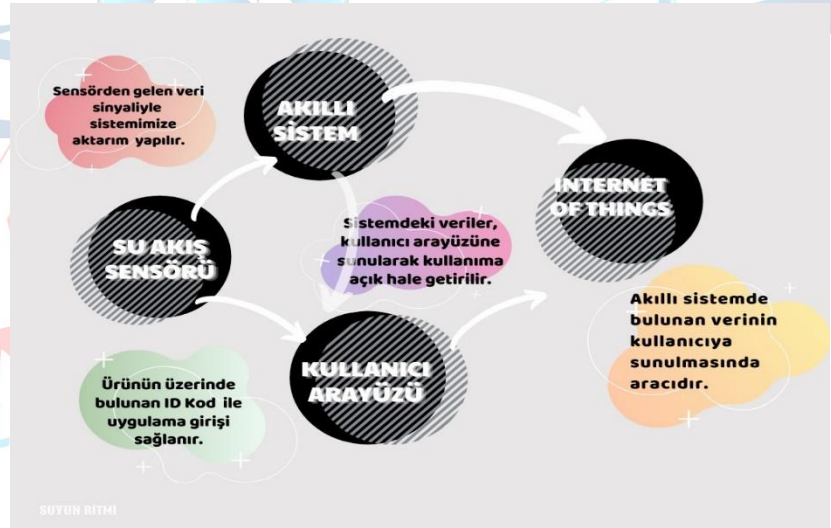 Sensörden gelen veri
sinyaliyle
sistemimize
aktarım yapılır.
AKILLI
SİSTEM
INTERNET
OF THINGS
SU AKIŞ
SENSÖRÜ
Sistemdeki veriler,
kullanıcı arayüzüne
sunularak kullanıma
açık hale getirilir.
Akıllı sistemde
bulunan verinin
kullanıcıya
sunulmasında
aracıdır.
KULLANICI
ARAYÜZÜ
Ürünün üzerinde
bulunan ID Kod ile
uygulama girişi
sağlanır.
SUYUN RITMI